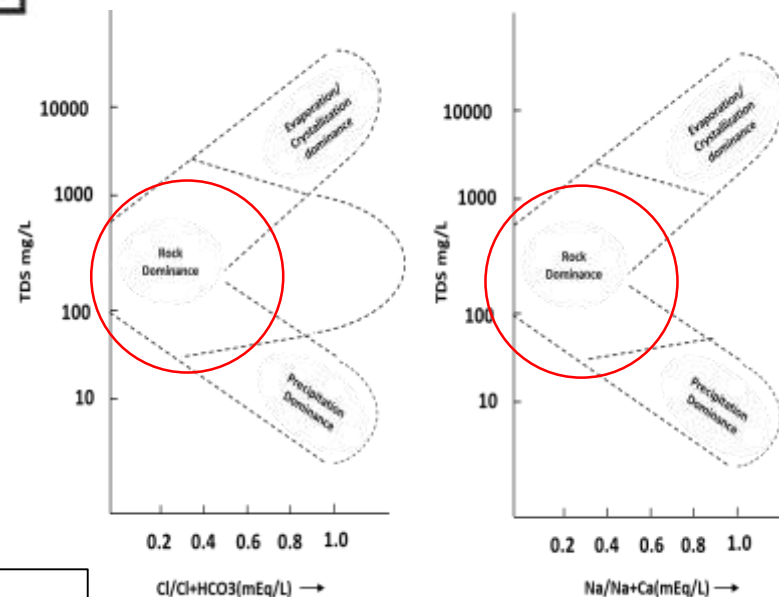 10000
1000
100
10
TDS mg/L
Evaporation/
Crystallization
dominance
Rock
Dominance
Precipitation
Dominance
0.2 0.4 0.6 0.8 1.0
Cl/Cl+HCO3(mEq/L) →
10000
1000
100
10
TDS mg/L
Evaporation/
Crystallization
dominance
Rock
Dominance
Precipitation
Dominance
0.2 0.4 0.6 0.8 1.0
Na/Na+Ca(mEq/L) →